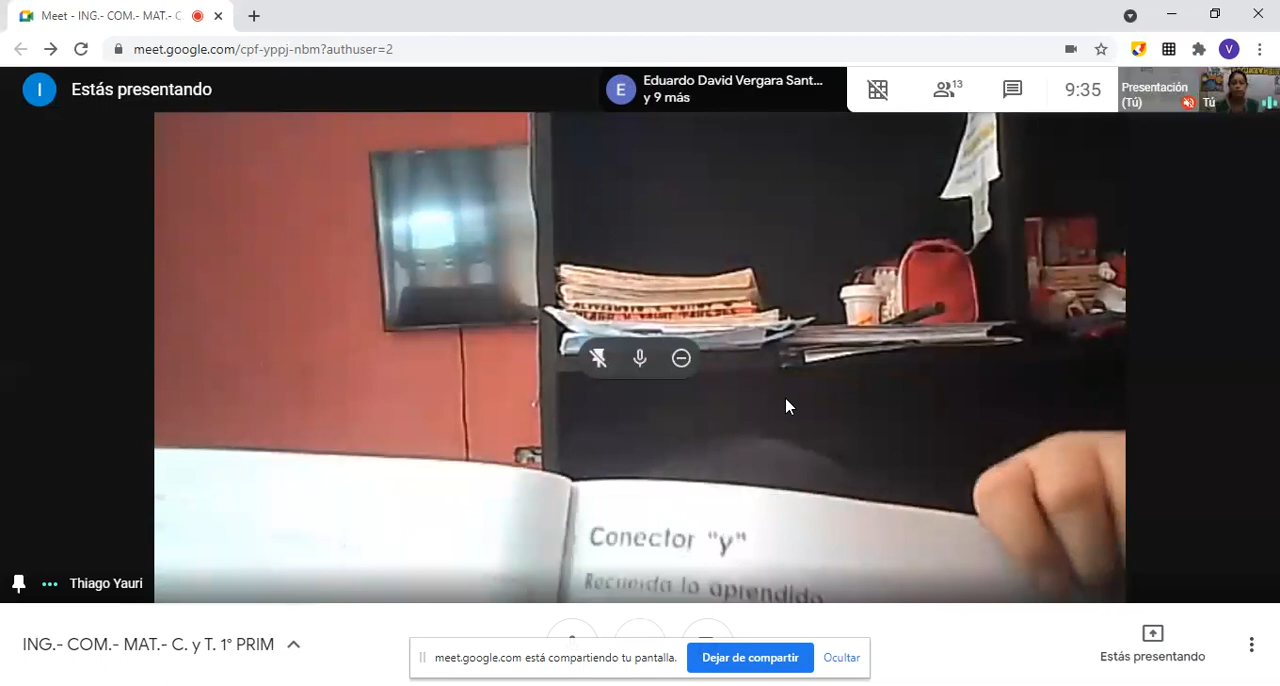 Meet - ING.- COM.- MAT.- C
meet.google.com/cpf-yppj-nbm?authuser=2
V
I
Estás presentando
E
Eduardo David Vergara Sant...
y 9 más
13
9:35
Presentación
(Tú)
Tú
Conector "y"
Recuerda lo aprendido
Thiago Yauri
ING.- COM.- MAT.- C. y T. 1° PRIM
meet.google.com está compartiendo tu pantalla.
Dejar de compartir
Ocultar
Estás presentando